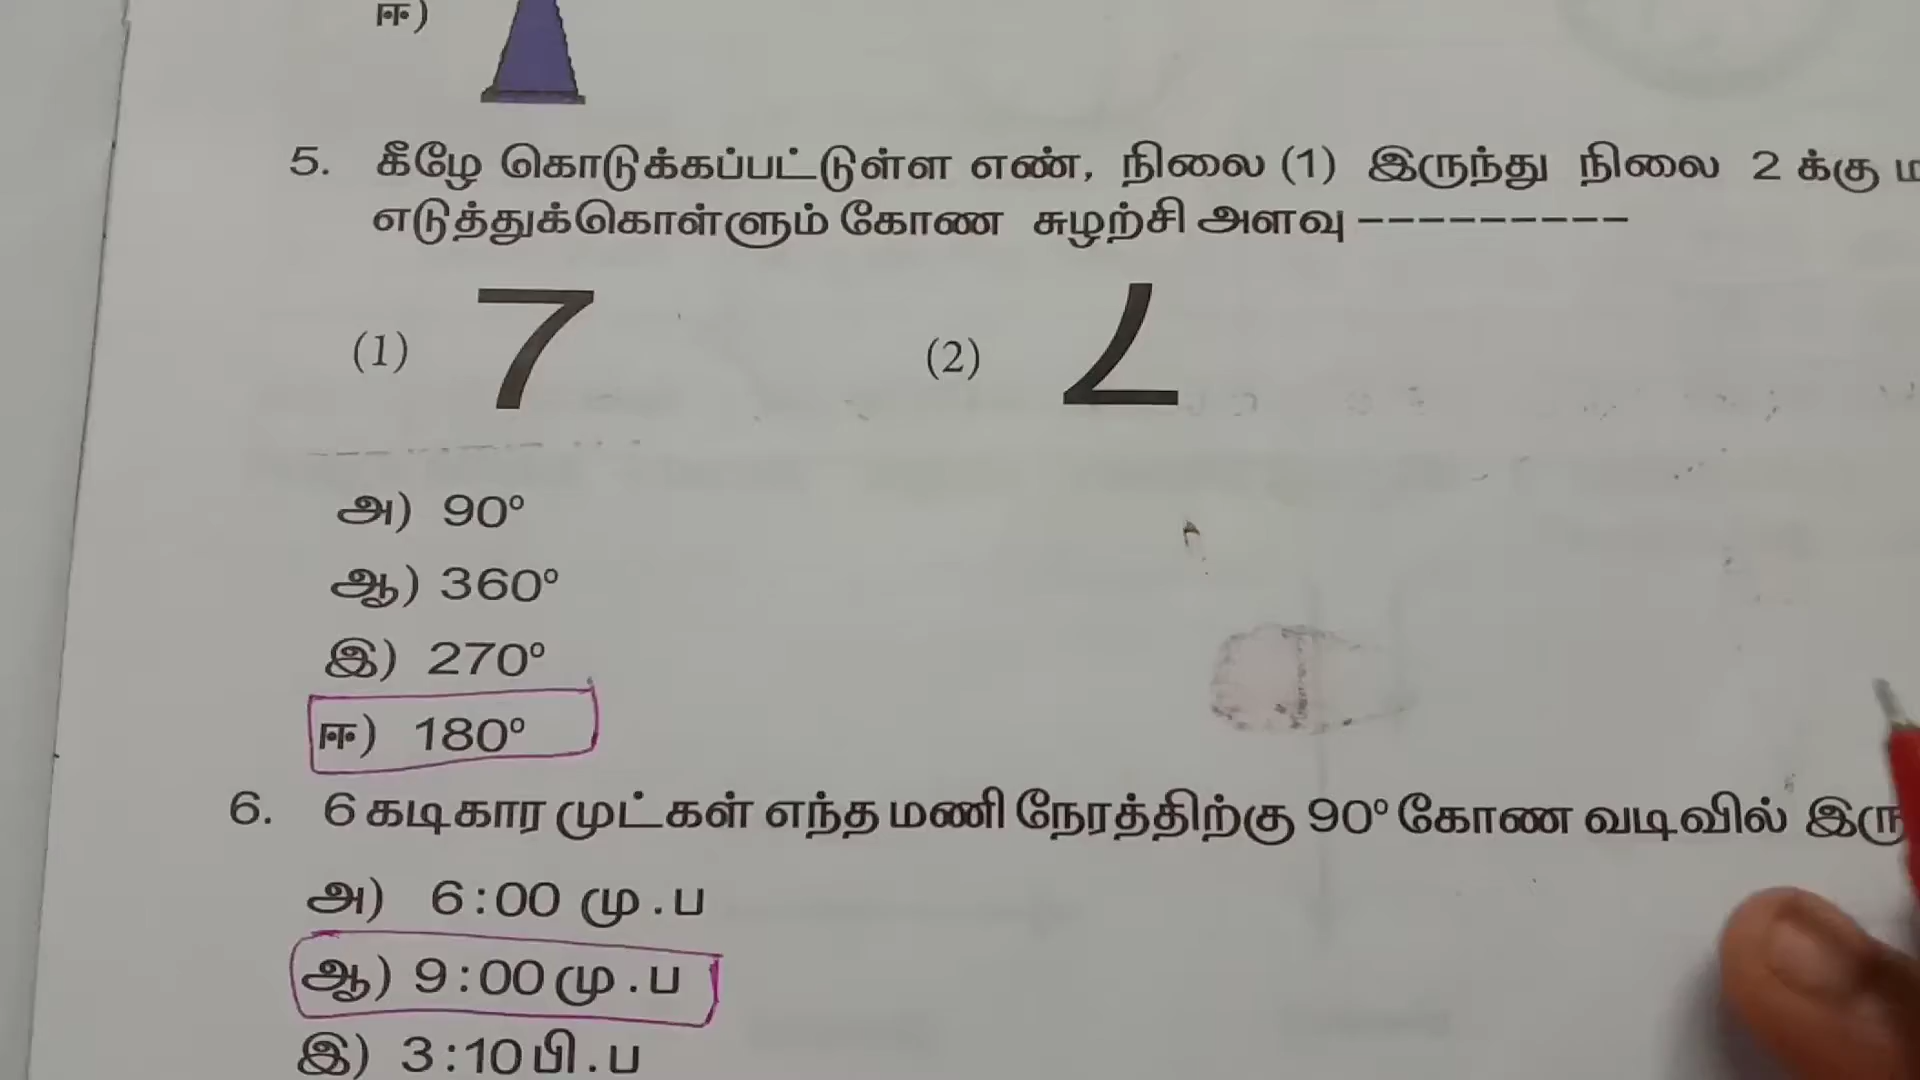 ஈ)
5. கீழே கொடுக்கப்பட்டுள்ள எண், நிலை (1) இருந்து நிலை 2 க்கு
எடுத்துக்கொள்ளும் கோண சுழற்சி அளவு ---------
(1) 7 (2) 7
அ) 90°
ஆ) 360°
இ) 270°
ஈ) 180°
6. 6 கடிகார முட்கள் எந்த மணி நேரத்திற்கு 90° கோண வடிவில்
அ) 6:00 மு.ப
ஆ) 9:00 மு.ப
இ) 3:10 பி.ப